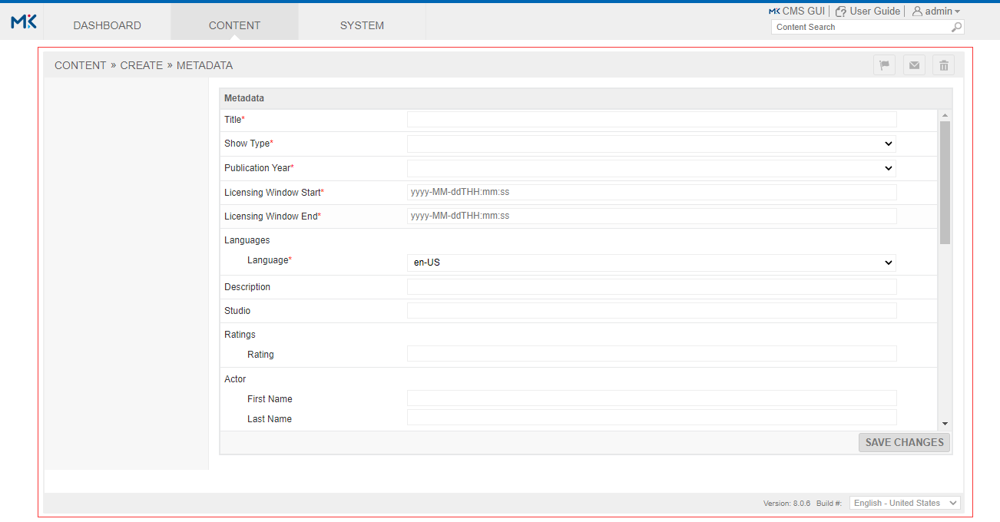 MK DASHBOARD CONTENT SYSTEM MK CMS GUI | User Guide | admin
Content Search
CONTENT » CREATE » METADATA
Metadata
Title*
Show Type*
Publication Year*
Licensing Window Start* yyyy-MM-ddTHH:mm:ss
Licensing Window End* yyyy-MM-ddTHH:mm:ss
Languages
Language* en-US
Description
Studio
Ratings
Rating
Actor
First Name
Last Name
SAVE CHANGES
Version: 8.0.6 Build #: English - United States